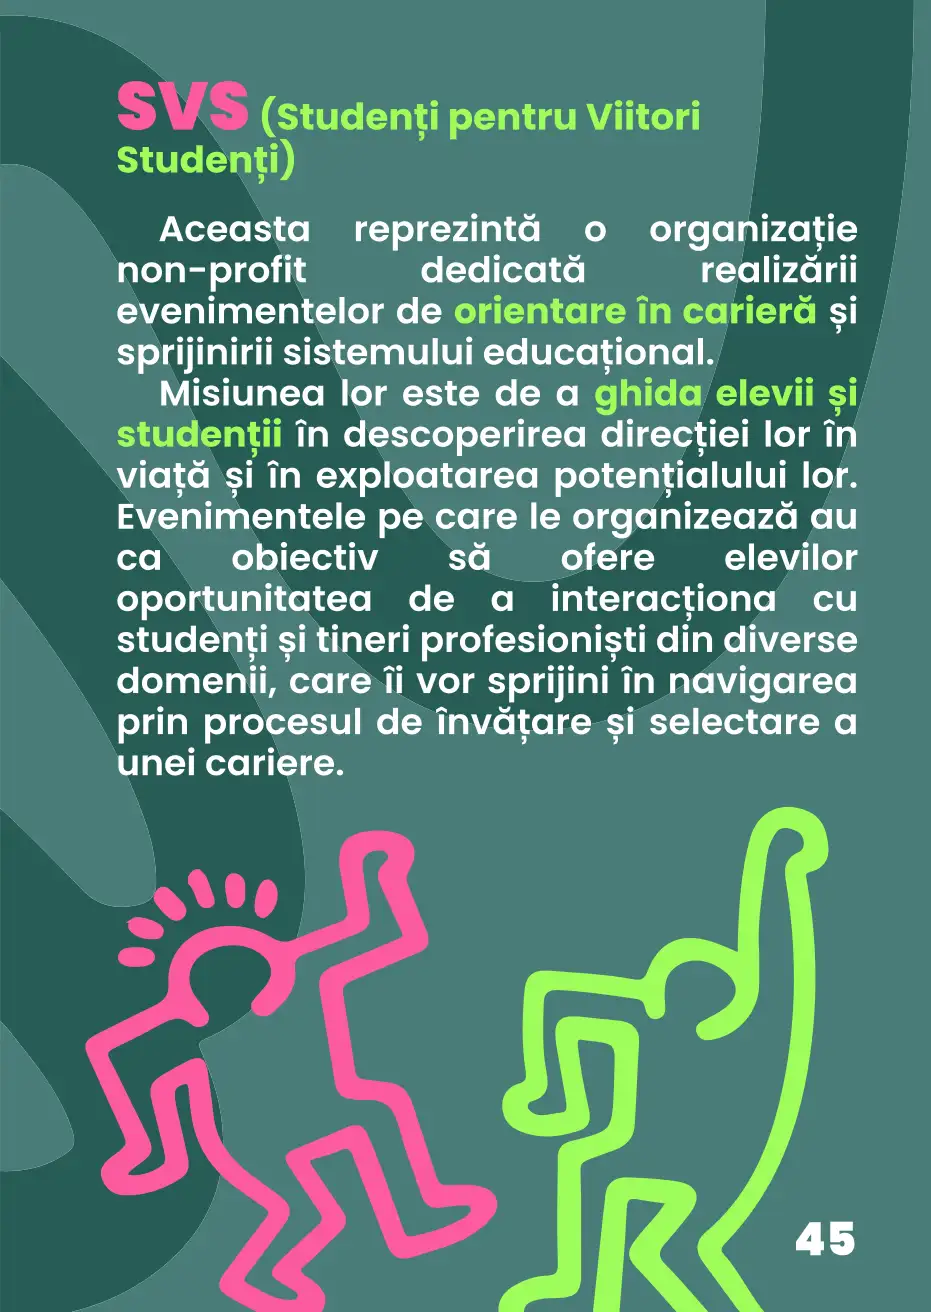 SVS (Studenți pentru Viitori
Studenți)
Aceasta reprezintă o organizație
non-profit dedicată realizării
evenimentelor de orientare în carieră și
sprijinirii sistemului educațional.
Misiunea lor este de a ghida elevii și
studenții în descoperirea direcției lor în
viață și în exploatarea potențialului lor.
Evenimentele pe care le organizează au
ca obiectiv să ofere elevilor
oportunitatea de a interacționa cu
studenți și tineri profesioniști din diverse
domenii, care îi vor sprijini în navigarea
prin procesul de învățare și selectare a
unei cariere.
45